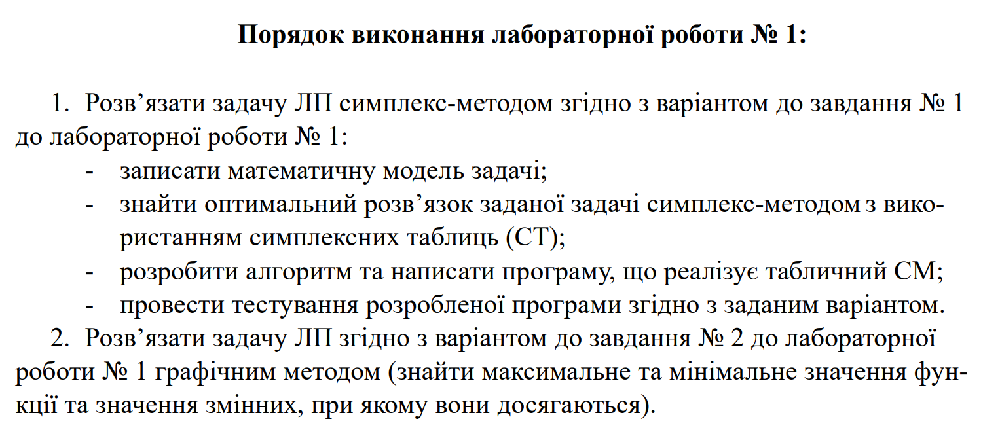 Порядок виконання лабораторної роботи № 1:
1. Розв’язати задачу ЛП симплекс-методом згідно з варіантом до завдання № 1
до лабораторної роботи № 1:
- записати математичну модель задачі;
- знайти оптимальний розв’язок заданої задачі симплекс-методом з вико-
ристанням симплексних таблиць (СТ);
- розробити алгоритм та написати програму, що реалізує табличний СМ;
- провести тестування розробленої програми згідно з заданим варіантом.
2. Розв’язати задачу ЛП згідно з варіантом до завдання № 2 до лабораторної
роботи № 1 графічним методом (знайти максимальне та мінімальне значення фун-
кції та значення змінних, при якому вони досягаються).